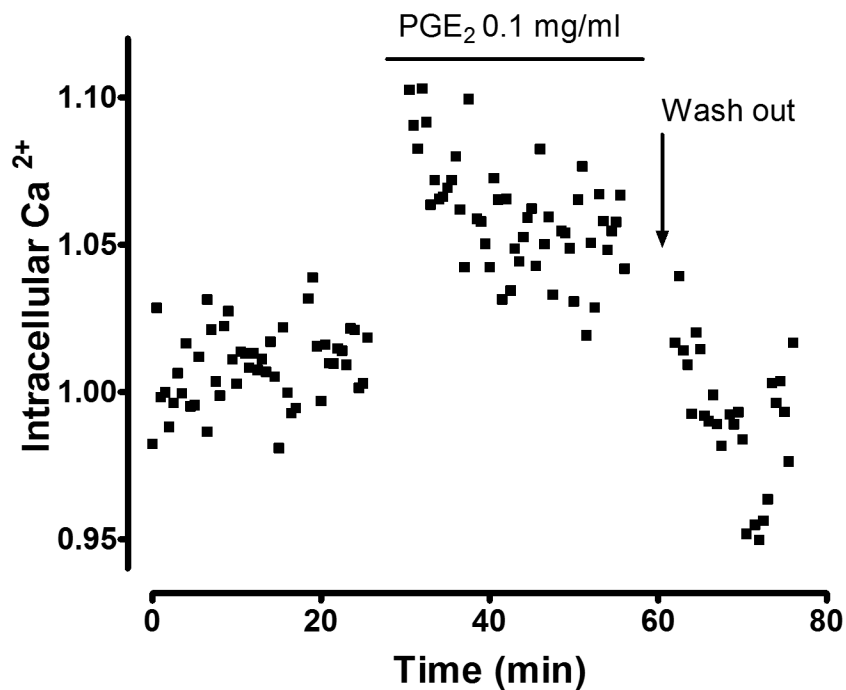 PGE₂ 0.1 mg/ml
Wash out
Intracellular Ca ²⁺
1.10
1.05
1.00
0.95
0 20 40 60 80
Time (min)